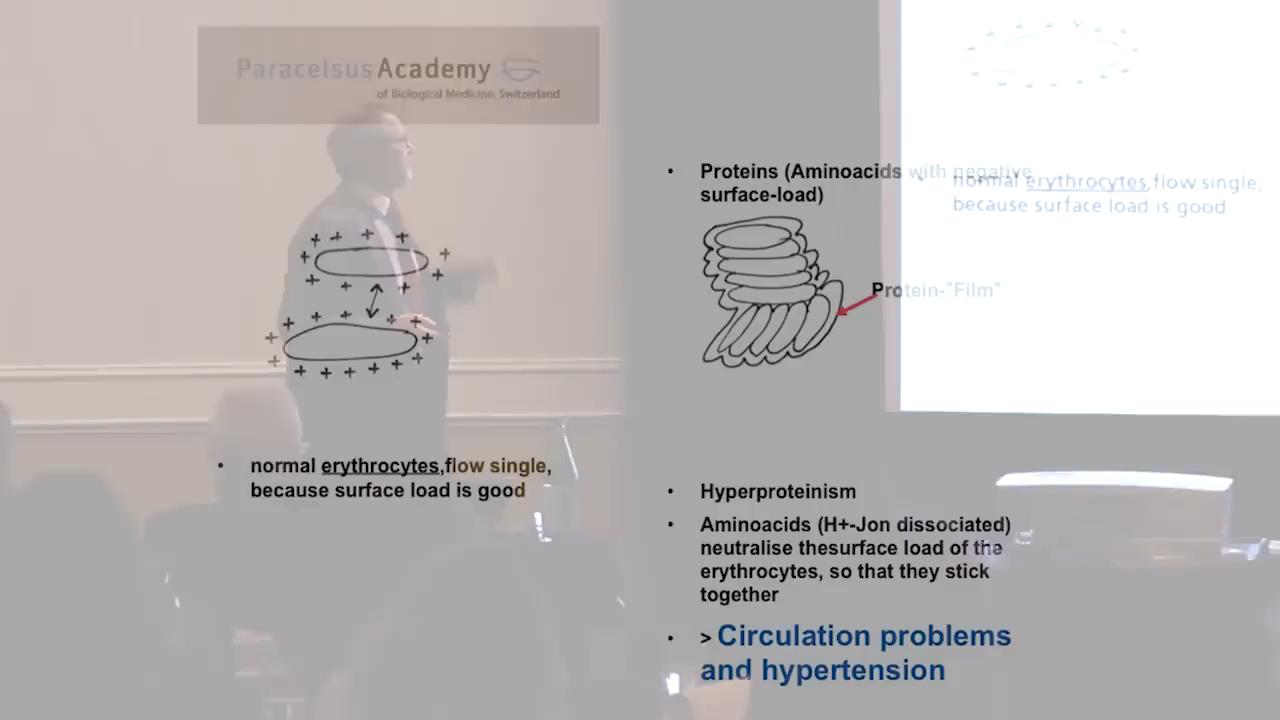 Paracelsus Academy
of Biological Medicine, Switzerland
normal erythrocytes,flow single,
because surface load is good
Proteins (Aminoacids with negative
surface-load)
Protein-"Film"
Hyperproteinism
Aminoacids (H+-Jon dissociated)
neutralise thesurface load of the
erythrocytes, so that they stick
together
> Circulation problems
and hypertension
normal erythrocytes,flow single,
because surface load is good